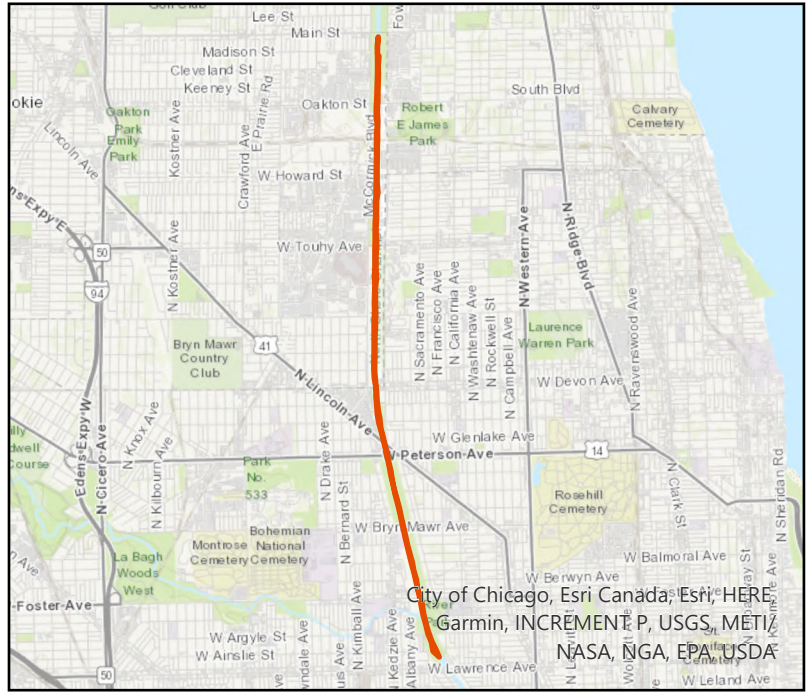 Lee St
Main St
Madison St
Cleveland St
Keeney St
South Blvd
okie
Oakton St
Oakton
Park
Emily
Park
Robert
E James
Park
Calvary
Cemetery
Lincoln Ave
Kostner Ave
Crawford Ave
E Prairie Rd
McCormick Blvd
W Howard St
ns Expy E
W Touhy Ave
50
94
N Kostner Ave
N Western Ave
N Ridge Blvd
N Sacramento Ave
N Francisco Ave
N California Ave
N Washtenaw Ave
N Rockwell St
N Campbell Ave
N Ravenswood Ave
Laurence
Warren Park
Bryn Mawr
Country
Club
41
N Lincoln Ave
W Devon Ave
W Glenlake Ave
W Peterson Ave
14
Edens Expy W
N Cicero Ave
N Knox Ave
N Kilbourn Ave
Park
No.
533
N Drake Ave
N Bernard St
Rosehill
Cemetery
N Clark St
N Sheridan Rd
W Bryn Mawr Ave
Bohemian
National
Cemetery
Montrose
Cemetery
La Bagh
Woods
West
W Balmoral Ave
W Berwyn Ave
Foster Ave
W Argyle St
W Ainslie St
N Kimball Ave
N Kedzie Ave
Albany Ave
W Lawrence Ave
W Leland Ave
50
City of Chicago, Esri Canada, Esri, HERE,
Garmin, INCREMENT P, USGS, METI/
NASA, NGA, EPA, USDA